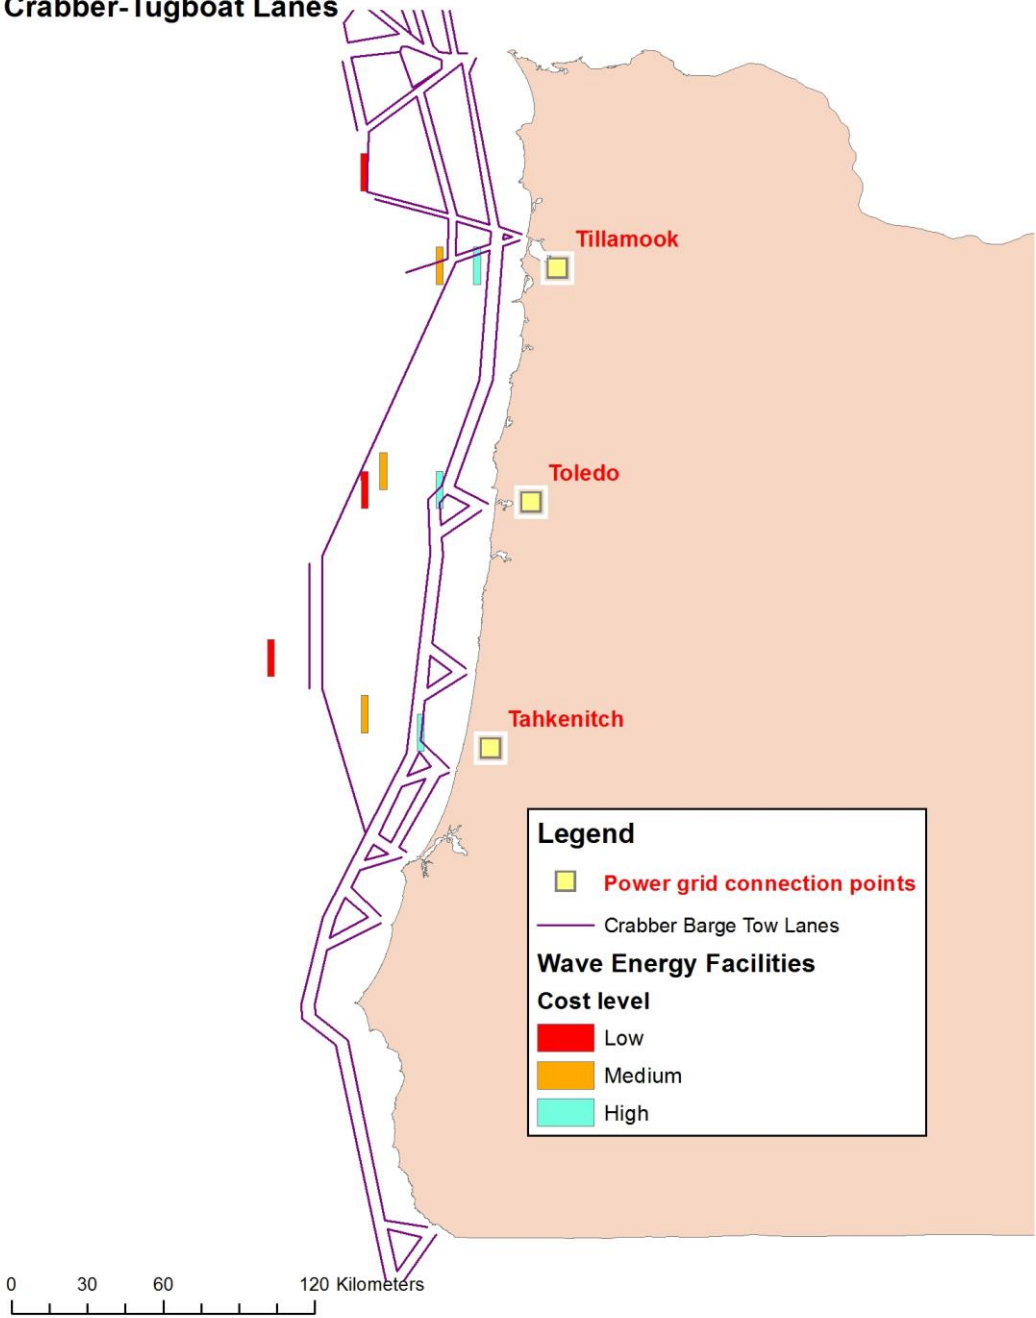 Crabber-Tugboat Lanes
Tillamook
Toledo
Tahkenitch
Legend
Power grid connection points
Crabber Barge Tow Lanes
Wave Energy Facilities
Cost level
Low
Medium
High
0 30 60 120 Kilometers